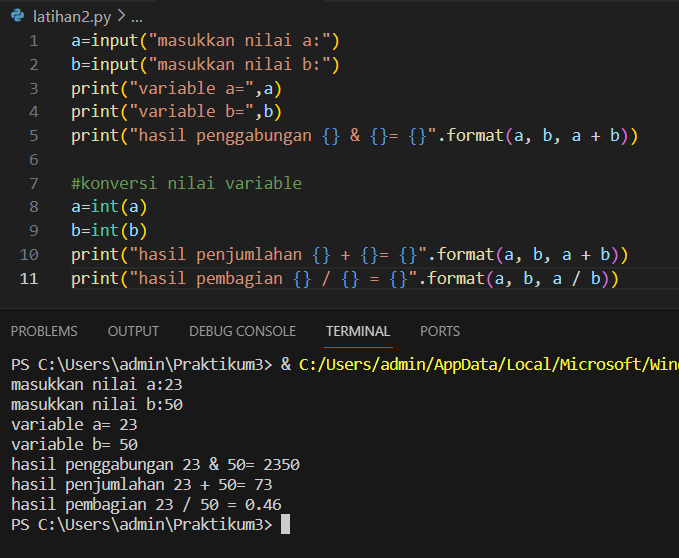 latihan2.py > ...
1 a=input("masukkan nilai a:")
2 b=input("masukkan nilai b:")
3 print("variable a=",a)
4 print("variable b=",b)
5 print("hasil penggabungan {} & {}= {}".format(a, b, a + b))
6
7 #konversi nilai variable
8 a=int(a)
9 b=int(b)
10 print("hasil penjumlahan {} + {}= {}".format(a, b, a + b))
11 print("hasil pembagian {} / {} = {}".format(a, b, a / b))
PROBLEMS OUTPUT DEBUG CONSOLE TERMINAL PORTS
PS C:\Users\admin\Praktikum3> & C:/Users/admin/AppData/Local/Microsoft/Win
masukkan nilai a:23
masukkan nilai b:50
variable a= 23
variable b= 50
hasil penggabungan 23 & 50= 2350
hasil penjumlahan 23 + 50= 73
hasil pembagian 23 / 50 = 0.46
PS C:\Users\admin\Praktikum3>